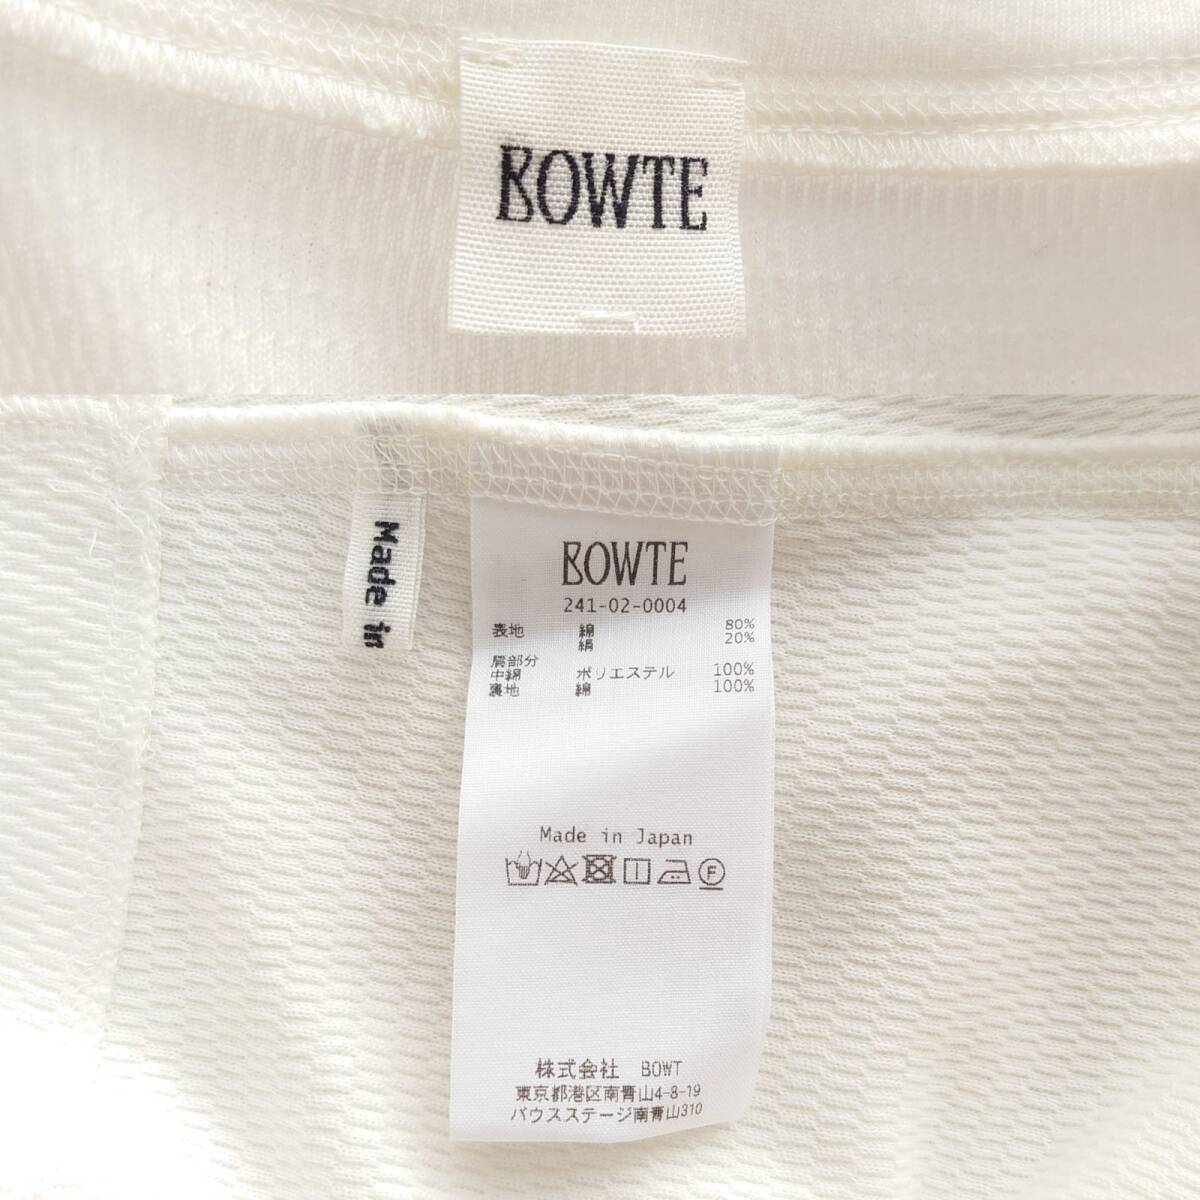 BOWTE
Made in
BOWTE
241-02-0004
表地 綿 80%
絹 20%
肩部分
中綿 ポリエステル 100%
裏地 綿 100%
Made in Japan
F
株式会社 BOWT
東京都港区南青山4-8-19
バウスステージ南青山310